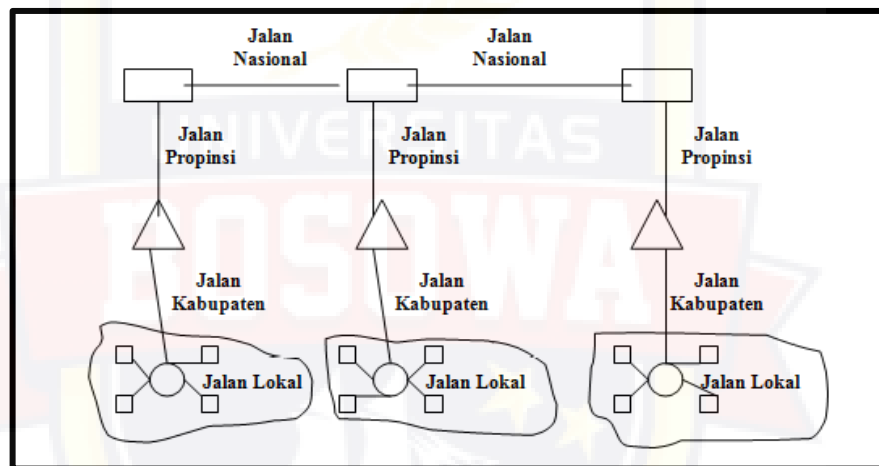 Jalan
Nasional
Jalan
Nasional
Jalan
Propinsi
Jalan
Propinsi
Jalan
Propinsi
UNIVERSITAS
BOSOWA
Jalan
Kabupaten
Jalan
Kabupaten
Jalan
Kabupaten
Jalan Lokal
Jalan Lokal
Jalan Lokal